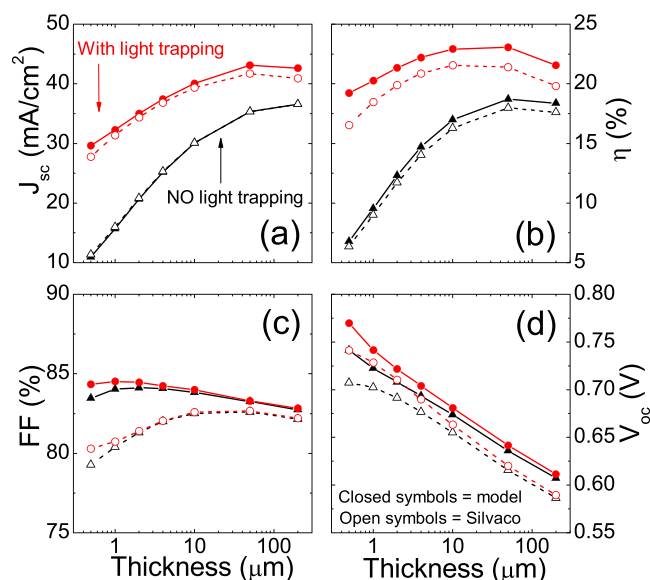 50
40
30
20
10
J_sc (mA/cm²)
With light trapping
NO light trapping
(a)
25
20
15
10
5
η (%)
(b)
90
85
80
75
FF (%)
(c)
0.80
0.75
0.70
0.65
0.60
0.55
V_oc (V)
(d)
Closed symbols = model
Open symbols = Silvaco
1 10 100
Thickness (μm)
1 10 100
Thickness (μm)